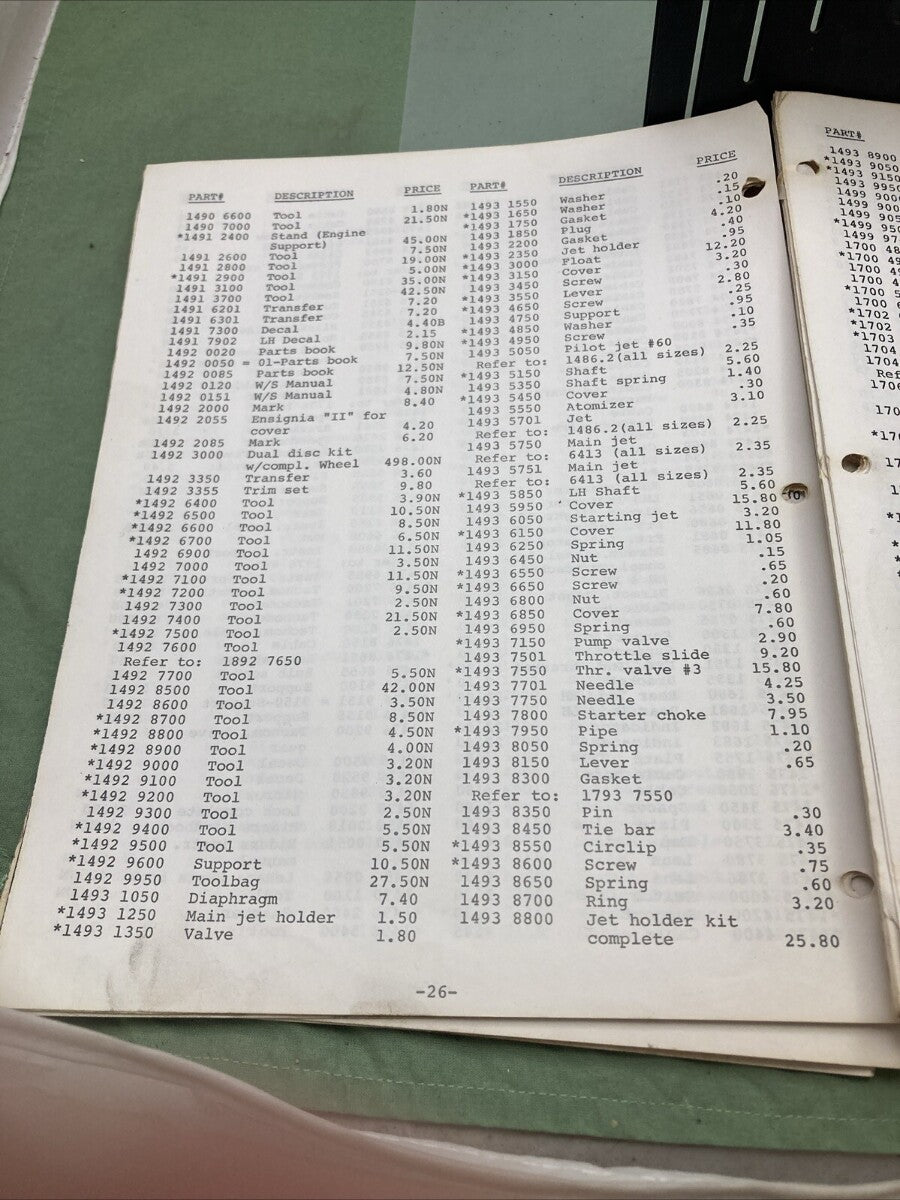 PART# DESCRIPTION PRICE
1490 6600 Tool 1.80N
1490 7000 Tool 21.50N
*1491 2400 Stand (Engine
Support) 45.00N
1491 2600 Tool 7.50N
1491 2800 Tool 19.00N
*1491 2900 Tool 5.00N
1491 3100 Tool 35.00N
1491 3700 Tool 42.50N
1491 6201 Transfer 7.20
1491 6301 Transfer 7.20
1491 7300 Decal 4.40B
1491 7902 LH Decal 2.15
1492 0020 Parts book 9.80N
1492 0050 = 01-Parts book 7.50N
1492 0085 Parts book 12.50N
1492 0120 W/S Manual 7.50N
1492 0151 W/S Manual 4.80N
1492 2000 Mark 8.40
1492 2055 Ensignia "II" for
cover 4.20
1492 2085 Mark 6.20
1492 3000 Dual disc kit
w/compl. Wheel 498.00N
1492 3350 Transfer 3.60
1492 3355 Trim set 9.80
*1492 6400 Tool 3.90N
*1492 6500 Tool 10.50N
*1492 6600 Tool 8.50N
*1492 6700 Tool 6.50N
1492 6900 Tool 11.50N
1492 7000 Tool 3.50N
*1492 7100 Tool 11.50N
*1492 7200 Tool 9.50N
1492 7300 Tool 2.50N
1492 7400 Tool 21.50N
*1492 7500 Tool 2.50N
1492 7600 Tool
Refer to: 1892 7650
1492 7700 Tool 5.50N
1492 8500 Tool 42.00N
1492 8600 Tool 3.50N
*1492 8700 Tool 8.50N
*1492 8800 Tool 4.50N
*1492 8900 Tool 4.00N
*1492 9000 Tool 3.20N
*1492 9100 Tool 3.20N
*1492 9200 Tool 3.20N
1492 9300 Tool 2.50N
*1492 9400 Tool 5.50N
*1492 9500 Tool 5.50N
*1492 9600 Support 10.50N
1492 9950 Toolbag 27.50N
1493 1050 Diaphragm 7.40
*1493 1250 Main jet holder 1.50
*1493 1350 Valve 1.80
PART# DESCRIPTION PRICE
1493 1550 Washer .20
*1493 1650 Washer .15
*1493 1750 Gasket .10
1493 1850 Plug 4.20
1493 2200 Gasket .40
*1493 2350 Jet holder .95
*1493 3000 Float 12.20
*1493 3150 Cover 3.20
1493 3450 Screw .30
*1493 3550 Lever 2.80
*1493 4650 Screw .25
1493 4750 Support .95
*1493 4850 Washer .10
*1493 4950 Screw .35
1493 5050 Pilot jet #60
Refer to: 1486.2(all sizes) 2.25
*1493 5150 Shaft 5.60
1493 5350 Shaft spring 1.40
*1493 5450 Cover .30
1493 5550 Atomizer 3.10
1493 5701 Jet
Refer to: 1486.2(all sizes) 2.25
1493 5750 Main jet
Refer to: 6413 (all sizes) 2.35
1493 5751 Main jet
Refer to: 6413 (all sizes) 2.35
*1493 5850 LH Shaft 5.60
1493 5950 Cover 15.80
1493 6050 Starting jet 3.20
*1493 6150 Cover 11.80
1493 6250 Spring 1.05
1493 6450 Nut .15
*1493 6550 Screw .65
*1493 6650 Screw .20
1493 6800 Nut .60
*1493 6850 Cover 7.80
1493 6950 Spring .60
*1493 7150 Pump valve 2.90
1493 7501 Throttle slide 9.20
*1493 7550 Thr. valve #3 15.80
1493 7701 Needle 4.25
1493 7750 Needle 3.50
1493 7800 Starter choke 7.95
*1493 7950 Pipe 1.10
1493 8050 Spring .20
1493 8150 Lever .65
1493 8300 Gasket
Refer to: 1793 7550
1493 8350 Pin .30
1493 8450 Tie bar 3.40
*1493 8550 Circlip .35
*1493 8600 Screw .75
1493 8650 Spring .60
1493 8700 Ring 3.20
1493 8800 Jet holder kit
complete 25.80
-26-
PART#
1493 8900
*1493 9050